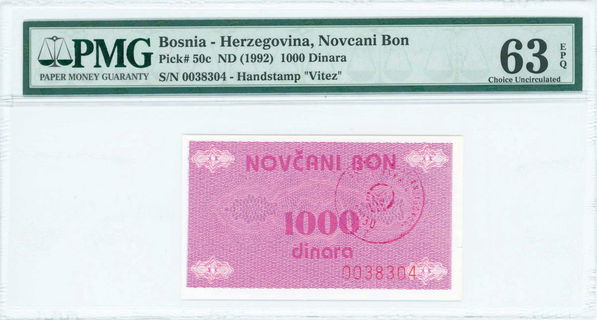 PMG
PAPER MONEY GUARANTY
Bosnia - Herzegovina, Novcani Bon
Pick# 50c ND (1992) 1000 Dinara
S/N 0038304 - Handstamp "Vitez"
63 EPQ
Choice Uncirculated
NOVČANI BON
1000
dinara
0038304